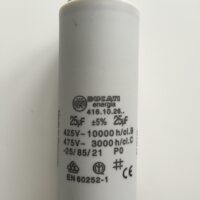 DUCATI
energia
416.10.26..
25µF ±5% 25µF
425V~10000 h/cl.B
475V~ 3000 h/cl.C
-25/85/21 P0
EN 60252-1